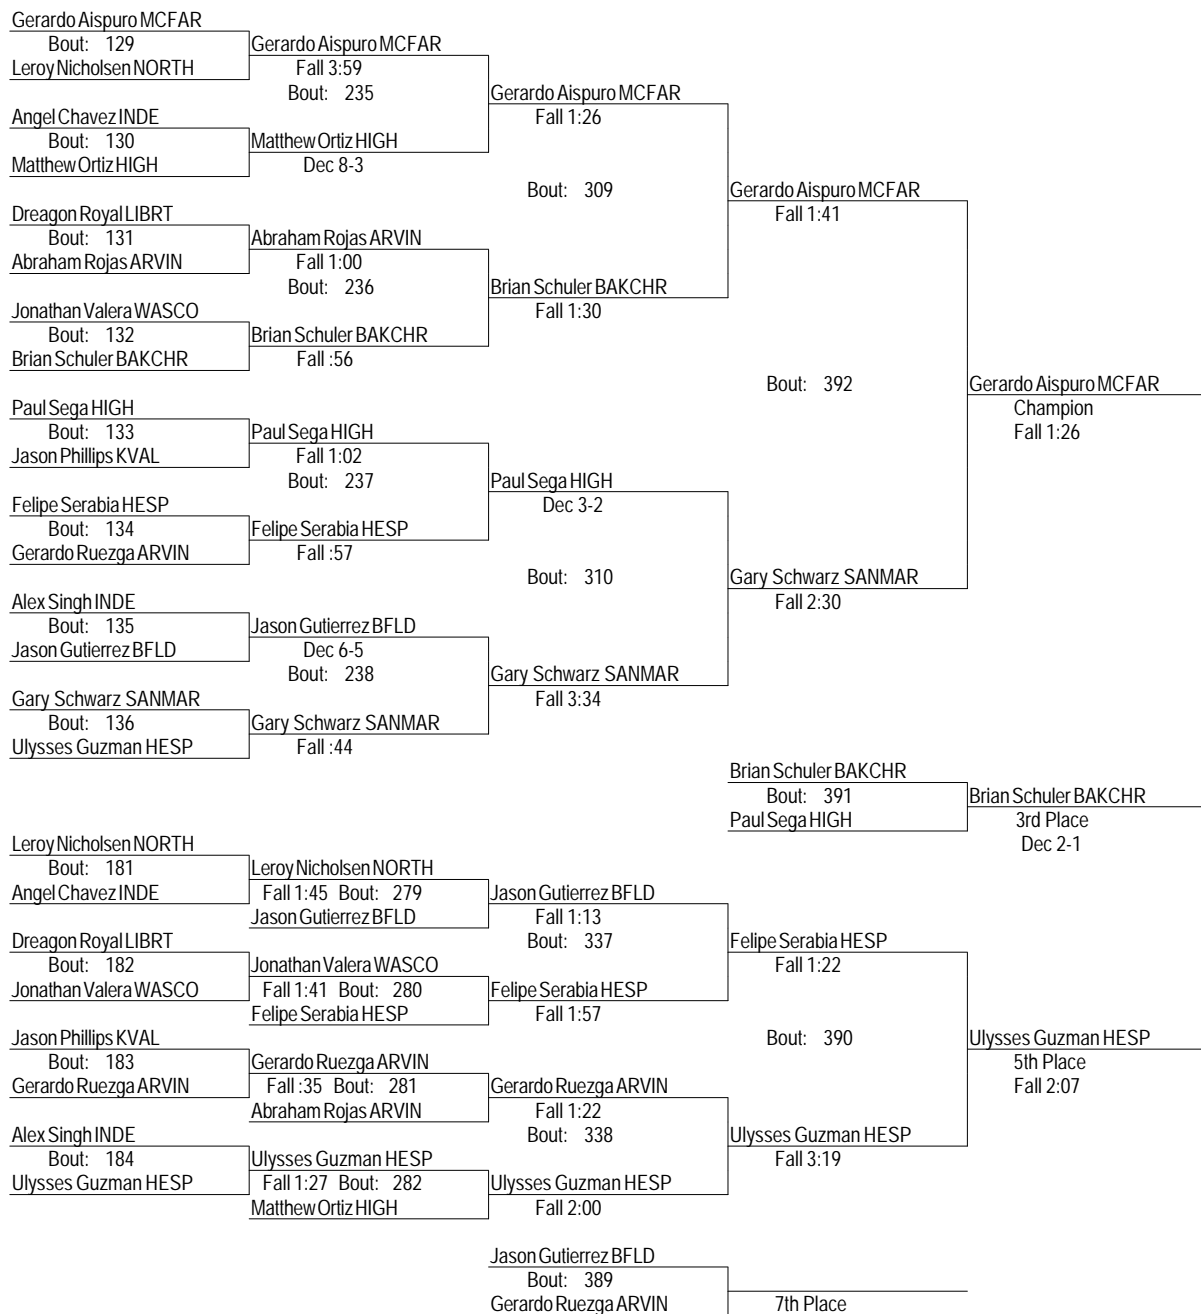 Gerardo Aispuro MCFAR
Bout: 129
Leroy Nicholsen NORTH
Angel Chavez INDE
Bout: 130
Matthew Ortiz HIGH
Dreagon Royal LIBRT
Bout: 131
Abraham Rojas ARVIN
Jonathan Valera WASCO
Bout: 132
Brian Schuler BAKCHR
Paul Sega HIGH
Bout: 133
Jason Phillips KVAL
Felipe Serabia HESP
Bout: 134
Gerardo Ruezga ARVIN
Alex Singh INDE
Bout: 135
Jason Gutierrez BFLD
Gary Schwarz SANMAR
Bout: 136
Ulysses Guzman HESP
Gerardo Aispuro MCFAR
Fall 3:59
Bout: 235
Matthew Ortiz HIGH
Dec 8-3
Abraham Rojas ARVIN
Fall 1:00
Bout: 236
Brian Schuler BAKCHR
Fall :56
Paul Sega HIGH
Fall 1:02
Bout: 237
Felipe Serabia HESP
Fall :57
Jason Gutierrez BFLD
Dec 6-5
Bout: 238
Gary Schwarz SANMAR
Fall :44
Gerardo Aispuro MCFAR
Fall 1:26
Bout: 309
Brian Schuler BAKCHR
Fall 1:30
Paul Sega HIGH
Dec 3-2
Bout: 310
Gary Schwarz SANMAR
Fall 3:34
Gerardo Aispuro MCFAR
Fall 1:41
Bout: 392
Gary Schwarz SANMAR
Fall 2:30
Gerardo Aispuro MCFAR
Champion
Fall 1:26
Brian Schuler BAKCHR
Bout: 391
Paul Sega HIGH
Brian Schuler BAKCHR
3rd Place
Dec 2-1
Leroy Nicholsen NORTH
Bout: 181
Angel Chavez INDE
Dreagon Royal LIBRT
Bout: 182
Jonathan Valera WASCO
Jason Phillips KVAL
Bout: 183
Gerardo Ruezga ARVIN
Alex Singh INDE
Bout: 184
Ulysses Guzman HESP
Leroy Nicholsen NORTH
Fall 1:45 Bout: 279
Jason Gutierrez BFLD
Jonathan Valera WASCO
Fall 1:41 Bout: 280
Felipe Serabia HESP
Gerardo Ruezga ARVIN
Fall :35 Bout: 281
Abraham Rojas ARVIN
Ulysses Guzman HESP
Fall 1:27 Bout: 282
Matthew Ortiz HIGH
Jason Gutierrez BFLD
Fall 1:13
Bout: 337
Felipe Serabia HESP
Fall 1:57
Gerardo Ruezga ARVIN
Fall 1:22
Bout: 338
Ulysses Guzman HESP
Fall 2:00
Felipe Serabia HESP
Fall 1:22
Bout: 390
Ulysses Guzman HESP
Fall 3:19
Ulysses Guzman HESP
5th Place
Fall 2:07
Jason Gutierrez BFLD
Bout: 389
Gerardo Ruezga ARVIN
7th Place